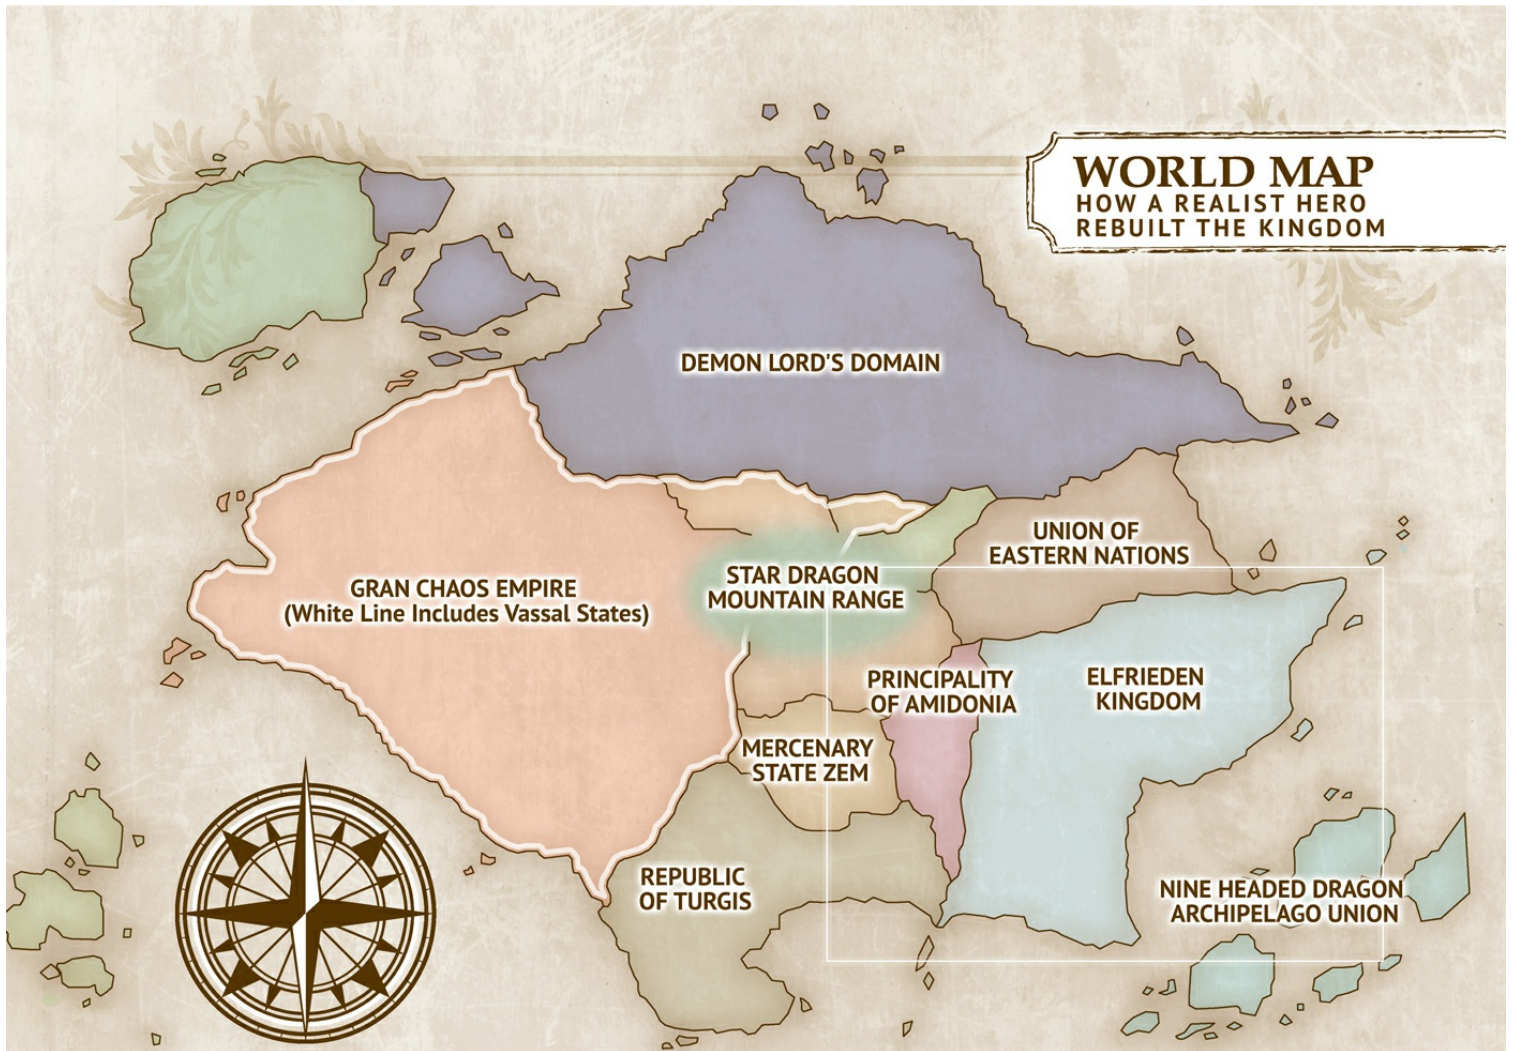 WORLD MAP
HOW A REALIST HERO
REBUILT THE KINGDOM
DEMON LORD'S DOMAIN
UNION OF
EASTERN NATIONS
GRAN CHAOS EMPIRE
(White Line Includes Vassal States)
STAR DRAGON
MOUNTAIN RANGE
PRINCIPALITY
OF AMIDONIA
ELFRIEDEN
KINGDOM
MERCENARY
STATE ZEM
REPUBLIC
OF TURGIS
NINE HEADED DRAGON
ARCHIPELAGO UNION